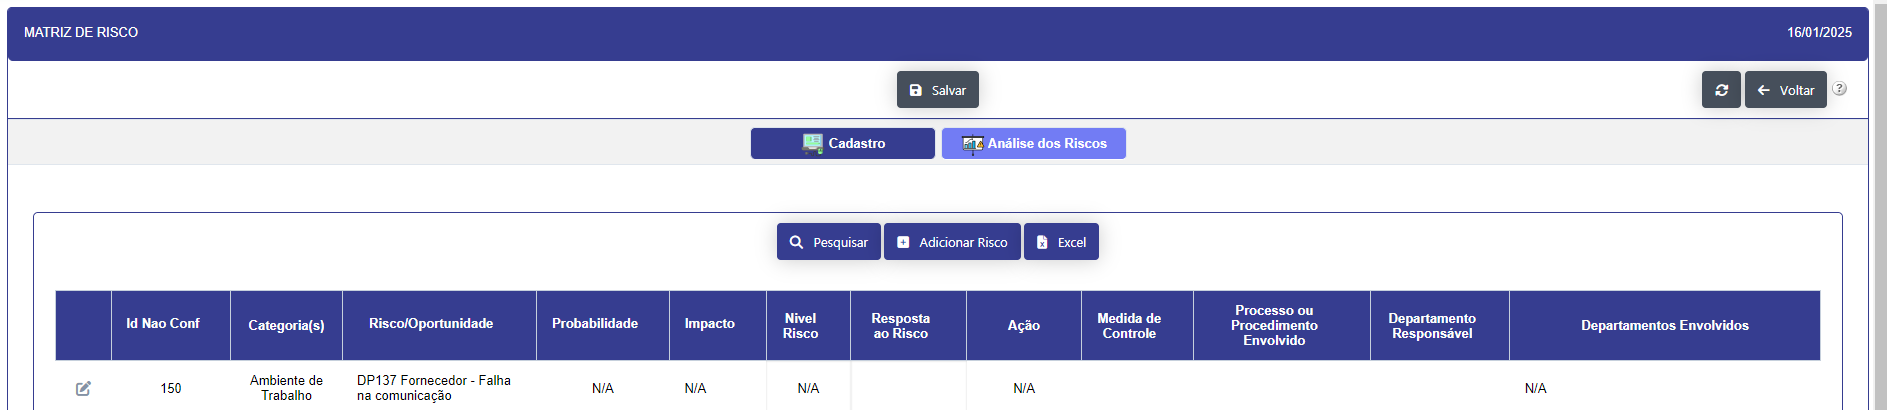 MATRIZ DE RISCO
16/01/2025
Salvar
Voltar
?
Cadastro
Análise dos Riscos
Pesquisar
Adicionar Risco
Excel
Id Nao Conf
Categoria(s)
Risco/Oportunidade
Probabilidade
Impacto
Nivel
Risco
Resposta
ao Risco
Ação
Medida de
Controle
Processo ou
Procedimento
Envolvido
Departamento
Responsável
Departamentos Envolvidos
150
Ambiente de
Trabalho
DP137 Fornecedor - Falha
na comunicação
N/A
N/A
N/A
N/A
N/A